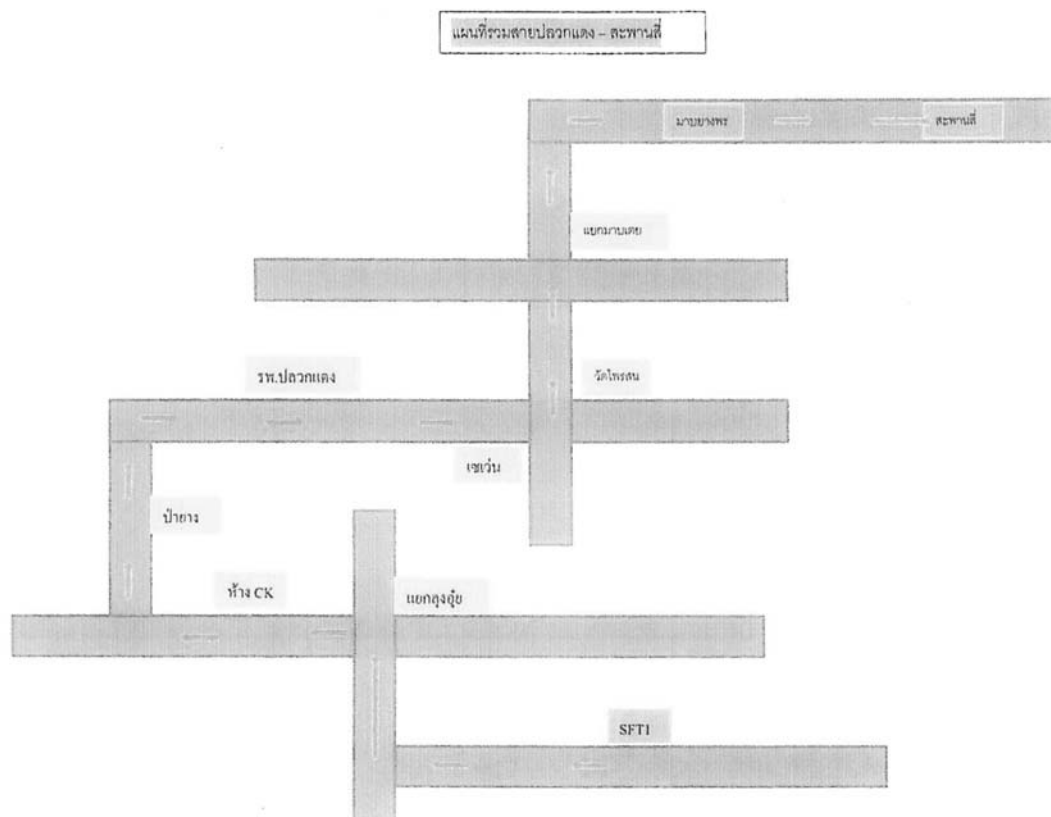 แผนที่รวมสายปลวกแดง – สะพานสี่
มาบยางพร
สะพานสี่
แยกมาบเตย
รพ.ปลวกแดง
วัดไพรสน
เซเว่น
ป่ายาง
ห้าง CK
แยกลุงอุ๋ย
SFT1